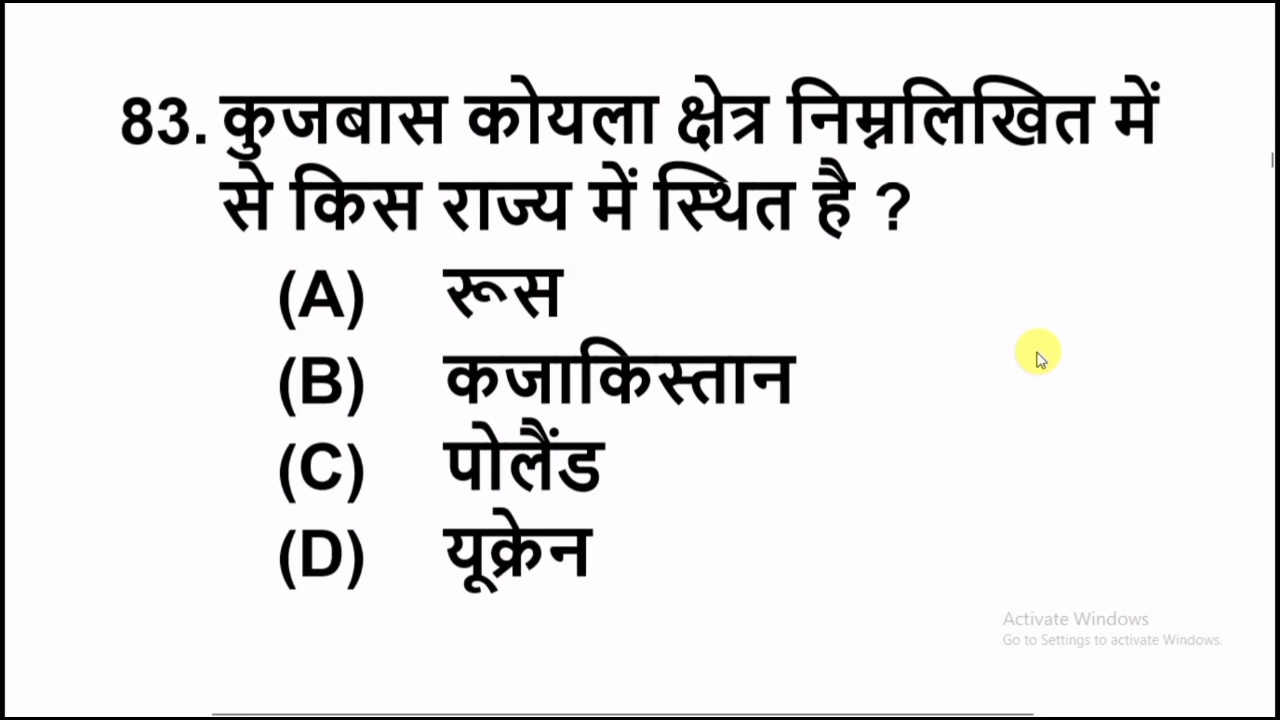 83. कुजबास कोयला क्षेत्र निम्नलिखित में
से किस राज्य में स्थित है ?
(A) रूस
(B) कजाकिस्तान
(C) पोलैंड
(D) यूक्रेन
Activate Windows
Go to Settings to activate Windows.